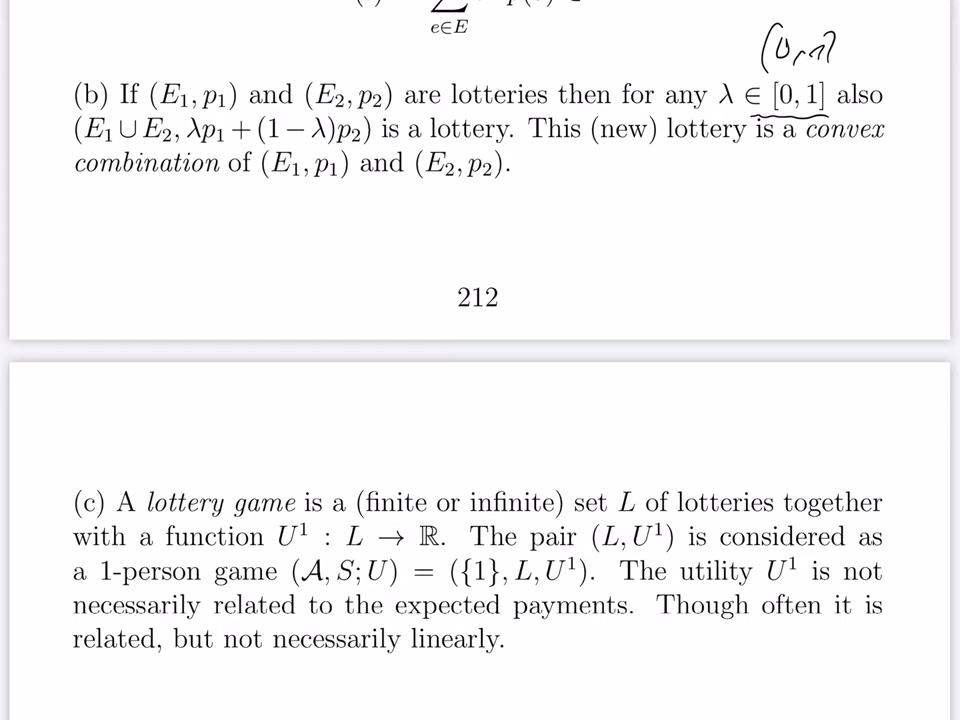 e∈E
(b) If (E₁, p₁) and (E₂, p₂) are lotteries then for any λ ∈ [0, 1] also
(E₁ ∪ E₂, λp₁ + (1 − λ)p₂) is a lottery. This (new) lottery is a convex
combination of (E₁, p₁) and (E₂, p₂).
212
(c) A lottery game is a (finite or infinite) set L of lotteries together
with a function U¹ : L → ℝ. The pair (L, U¹) is considered as
a 1-person game (𝒜, S; U) = ({1}, L, U¹). The utility U¹ is not
necessarily related to the expected payments. Though often it is
related, but not necessarily linearly.